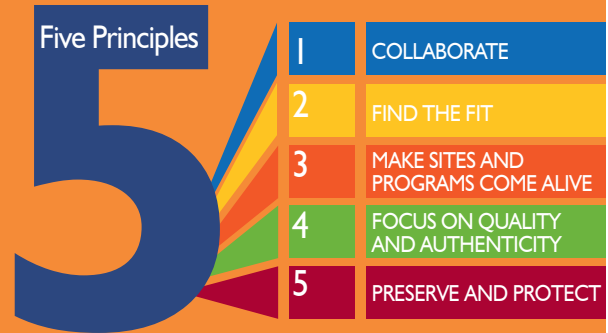 Five Principles
5
1 COLLABORATE
2 FIND THE FIT
3 MAKE SITES AND
PROGRAMS COME ALIVE
4 FOCUS ON QUALITY
AND AUTHENTICITY
5 PRESERVE AND PROTECT